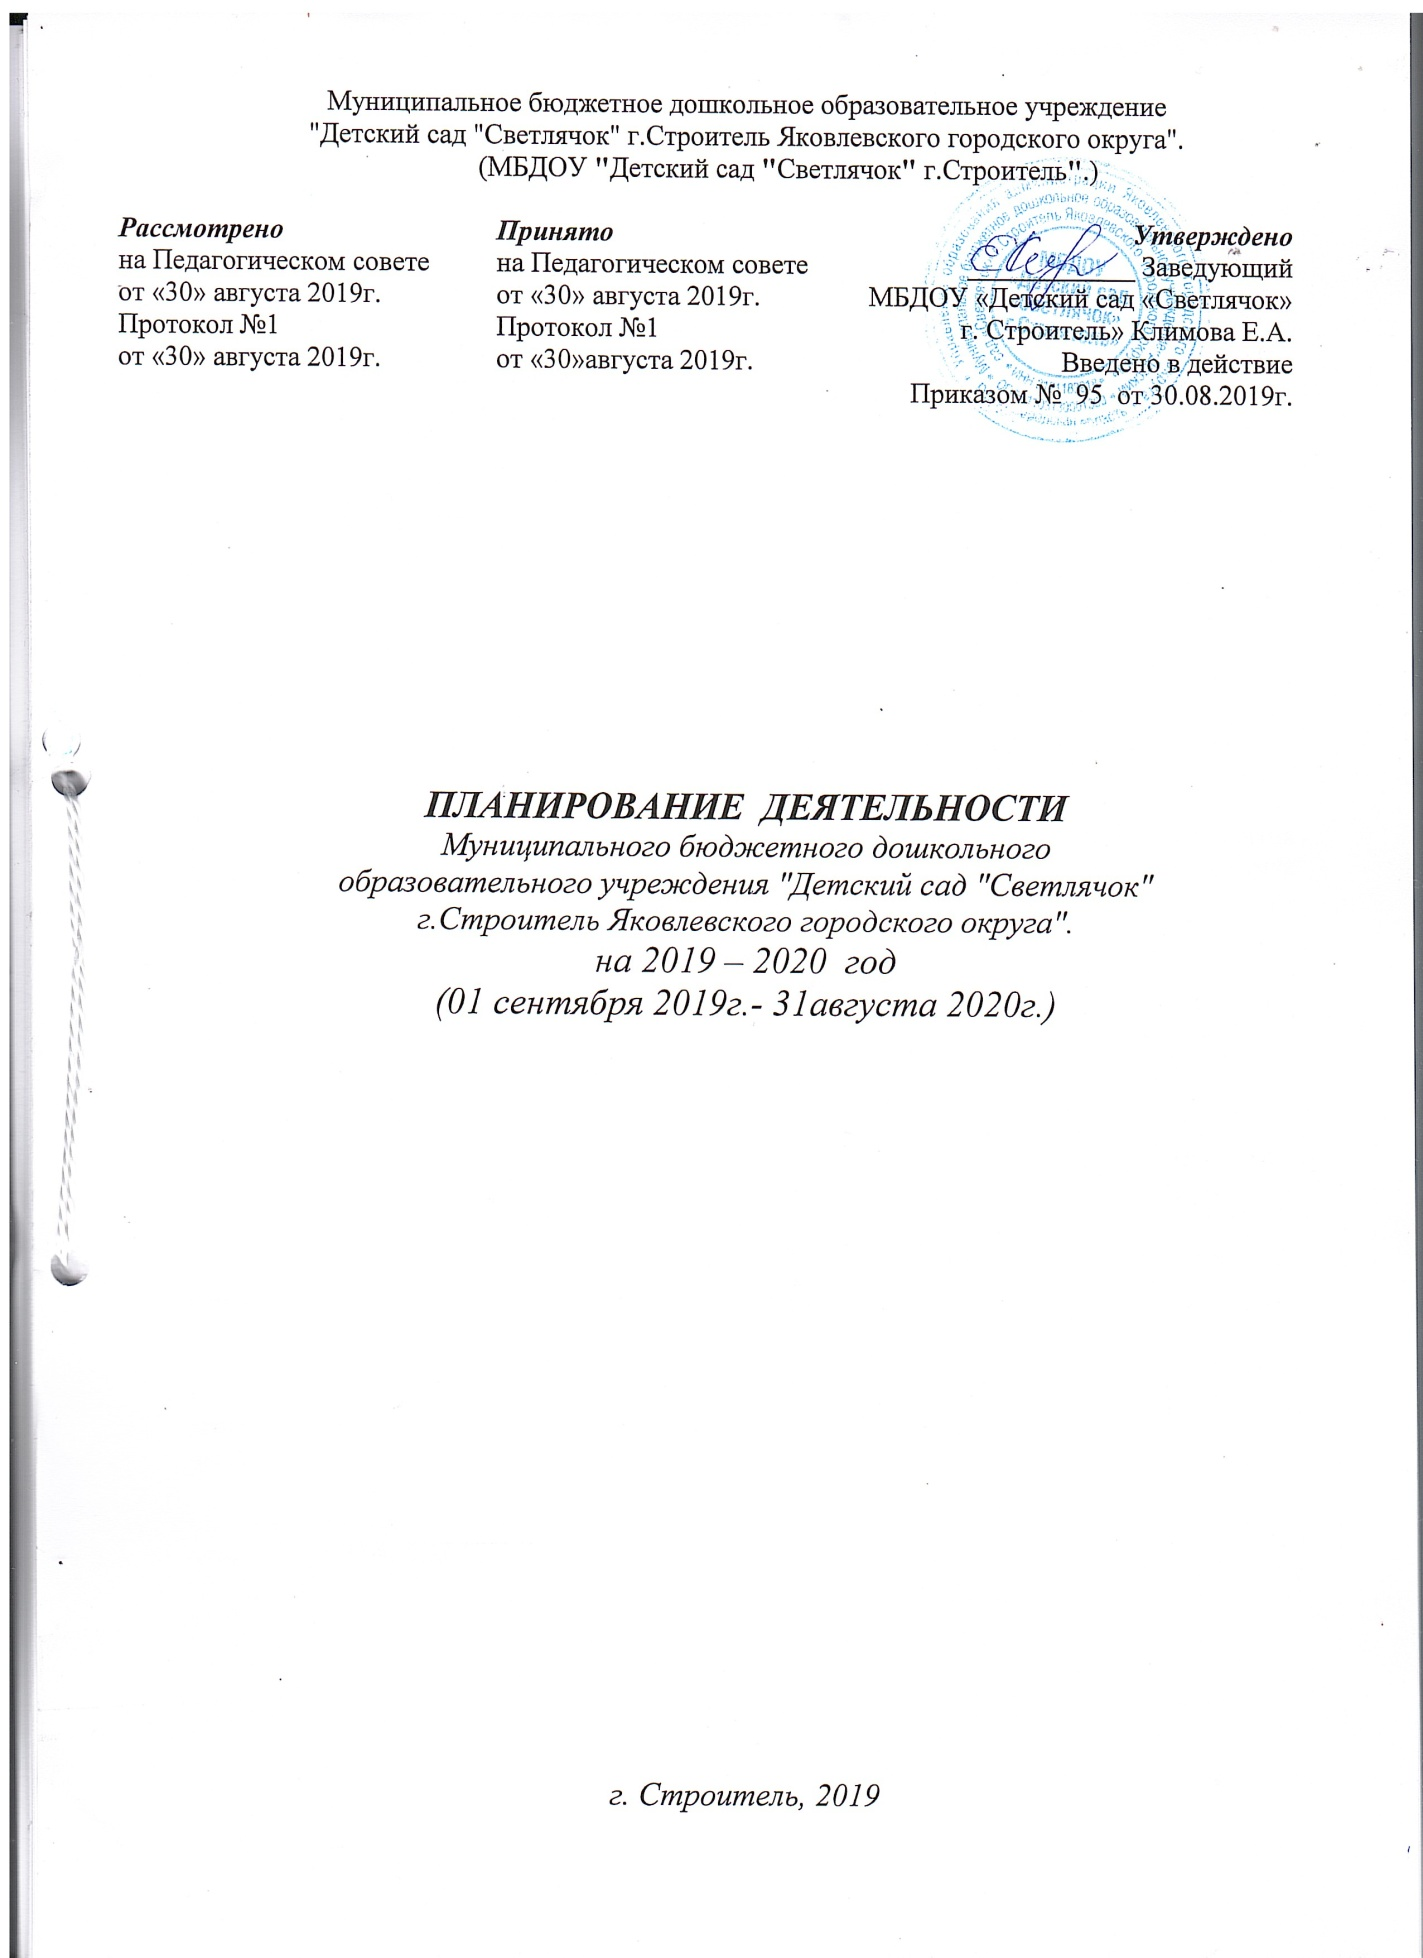 Муниципальное бюджетное дошкольное образовательное учреждение
"Детский сад "Светлячок" г.Строитель Яковлевского городского округа".
(МБДОУ "Детский сад "Светлячок" г.Строитель".)
Рассмотрено
на Педагогическом совете
от «30» августа 2019г.
Протокол №1
от «30» августа 2019г.
Принято
на Педагогическом совете
от «30» августа 2019г.
Протокол №1
от «30»августа 2019г.
Утверждено
____________ Заведующий
МБДОУ «Детский сад «Светлячок»
г. Строитель» Климова Е.А.
Введено в действие
Приказом № 95 от 30.08.2019г.
ПЛАНИРОВАНИЕ ДЕЯТЕЛЬНОСТИ
Муниципального бюджетного дошкольного
образовательного учреждения "Детский сад "Светлячок"
г.Строитель Яковлевского городского округа".
на 2019 – 2020 год
(01 сентября 2019г.- 31августа 2020г.)
г. Строитель, 2019